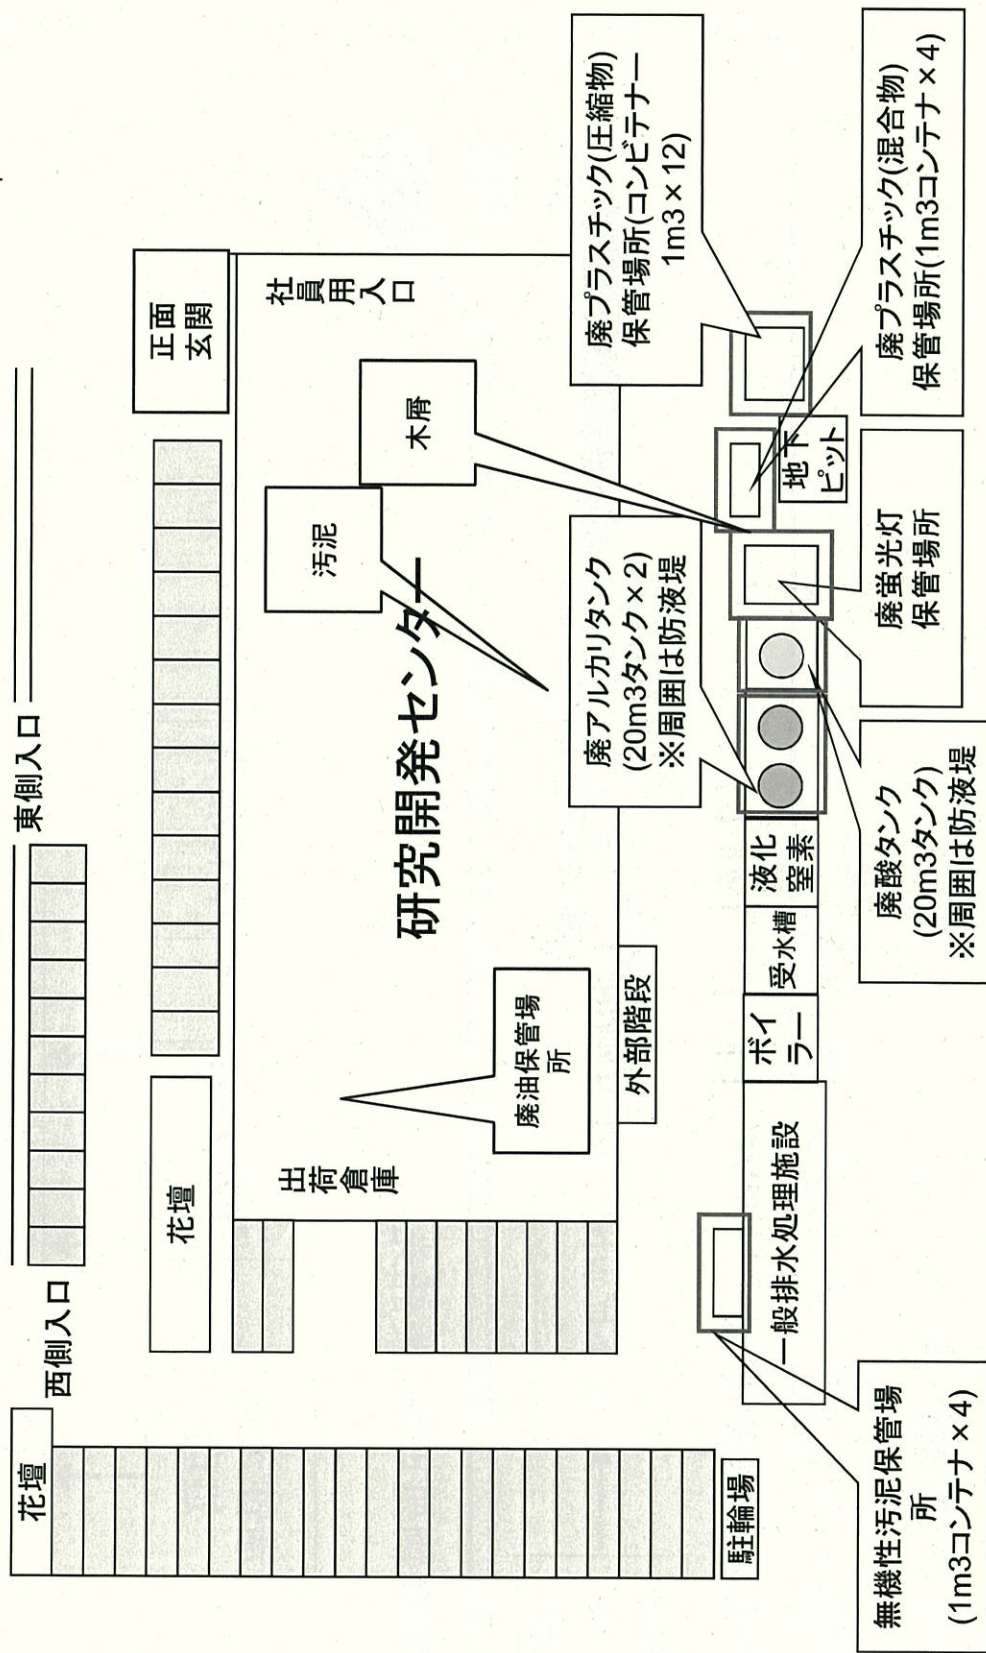 東側入口
西側入口
花壇
正面
玄関
花壇
社
員
用
入
口
汚泥
木屑
研究開発センター
出
荷
倉
庫
廃油保管場
所
外部階段
駐輪場
廃アルカリタンク
(20m3タンク×2)
※周囲は防液堤
廃プラスチック(圧縮物)
保管場所(コンビテナー
1m3×12)
一般排水処理施設
ボイ
ラー
受水槽
液化
窒素
地下
ピット
無機性汚泥保管場
所
(1m3コンテナ×4)
廃酸タンク
(20m3タンク)
※周囲は防液堤
廃蛍光灯
保管場所
廃プラスチック(混合物)
保管場所(1m3コンテナ×4)